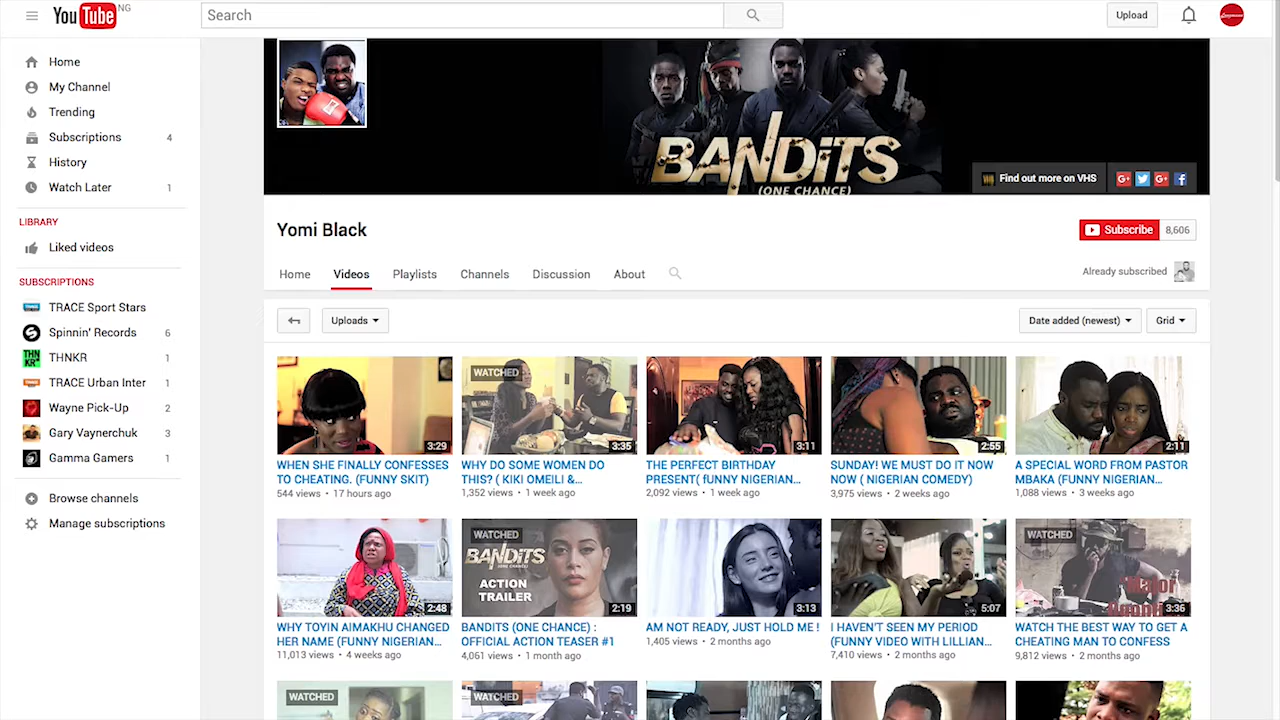 YouTube NG
Search
Upload
Home
My Channel
Trending
Subscriptions 4
History
Watch Later 1
LIBRARY
Liked videos
SUBSCRIPTIONS
TRACE Sport Stars
Spinnin' Records 6
THNKR 1
TRACE Urban Inter 1
Wayne Pick-Up 2
Gary Vaynerchuk 3
Gamma Gamers 1
Browse channels
Manage subscriptions
BANDITS
(ONE CHANCE)
Find out more on VHS
Yomi Black
Subscribe 8,606
Home Videos Playlists Channels Discussion About
Already subscribed
Uploads
Date added (newest) Grid
3:29
WHEN SHE FINALLY CONFESSES
TO CHEATING. (FUNNY SKIT)
544 views • 17 hours ago
WATCHED
3:35
WHY DO SOME WOMEN DO
THIS? ( KIKI OMEILI &...
1,352 views • 1 week ago
3:11
THE PERFECT BIRTHDAY
PRESENT( fUNNY NIGERIAN...
2,092 views • 1 week ago
2:55
SUNDAY! WE MUST DO IT NOW
NOW ( NIGERIAN COMEDY)
3,975 views • 2 weeks ago
2:11
A SPECIAL WORD FROM PASTOR
MBAKA (FUNNY NIGERIAN...
1,088 views • 3 weeks ago
2:48
WHY TOYIN AIMAKHU CHANGED
HER NAME (FUNNY NIGERIAN...
11,013 views • 4 weeks ago
WATCHED
BANDITS
(ONE CHANCE)
ACTION
TRAILER
2:19
BANDITS (ONE CHANCE) :
OFFICIAL ACTION TEASER #1
4,061 views • 1 month ago
3:13
AM NOT READY, JUST HOLD ME !
1,405 views • 2 months ago
5:07
I HAVEN'T SEEN MY PERIOD
(FUNNY VIDEO WITH LILLIAN...
7,410 views • 2 months ago
WATCHED
Major
3:36
WATCH THE BEST WAY TO GET A
CHEATING MAN TO CONFESS
9,812 views • 2 months ago
WATCHED
WATCHED